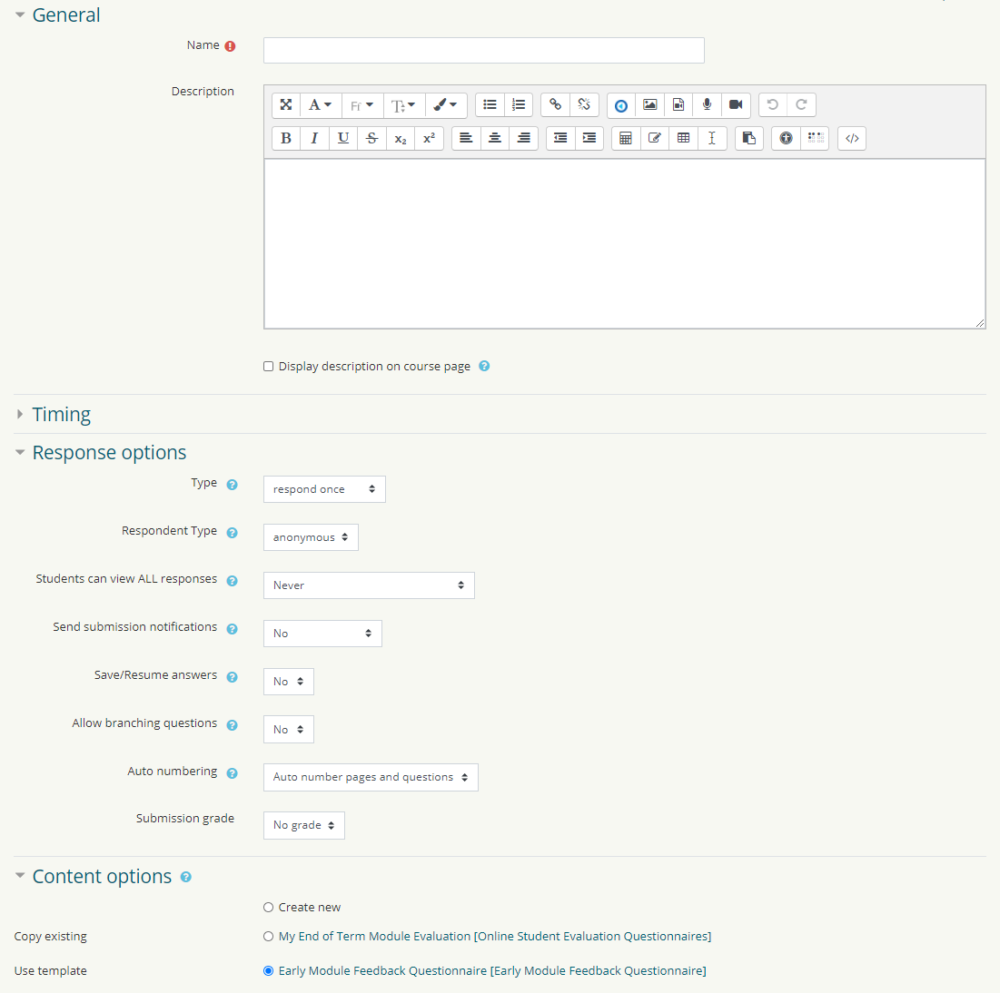 General
Name
Description
A Ff T
B I U S x₂ x²
</>
Display description on course page
Timing
Response options
Type respond once
Respondent Type anonymous
Students can view ALL responses Never
Send submission notifications No
Save/Resume answers No
Allow branching questions No
Auto numbering Auto number pages and questions
Submission grade No grade
Content options
Create new
Copy existing My End of Term Module Evaluation [Online Student Evaluation Questionnaires]
Use template Early Module Feedback Questionnaire [Early Module Feedback Questionnaire]